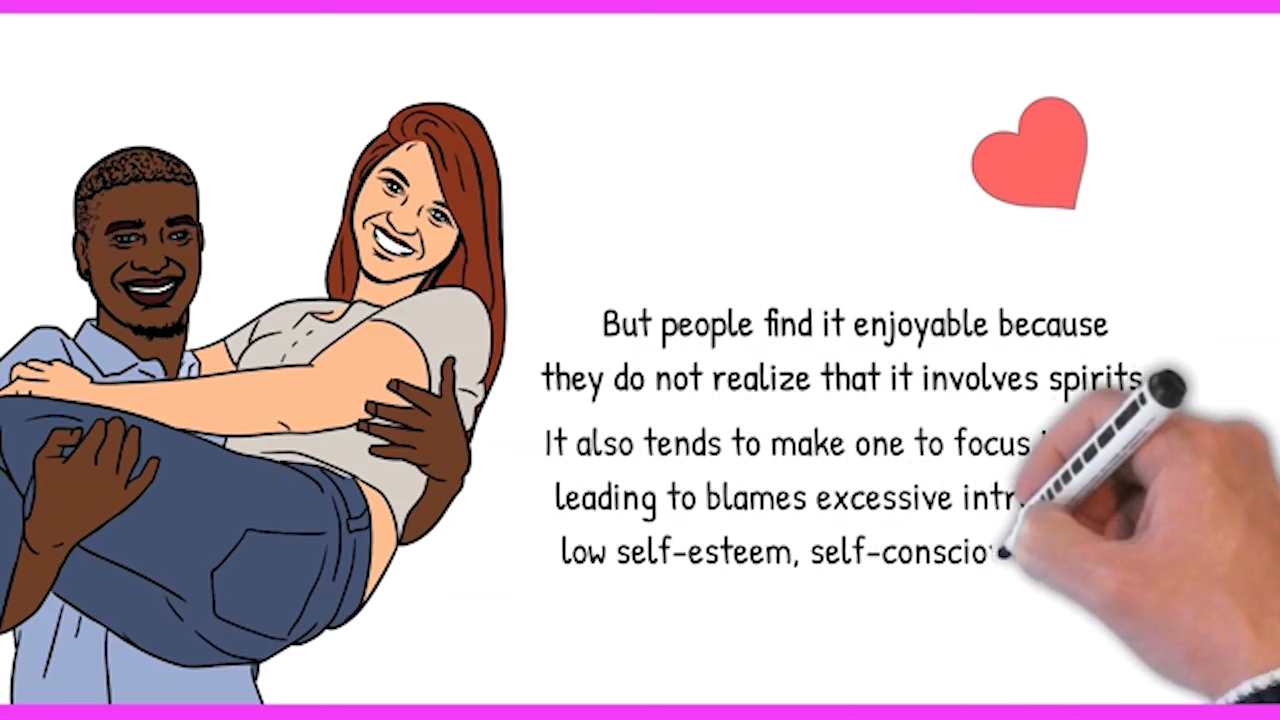 But people find it enjoyable because
they do not realize that it involves spirits
It also tends to make one to focus
leading to blames excessive
low self-esteem,